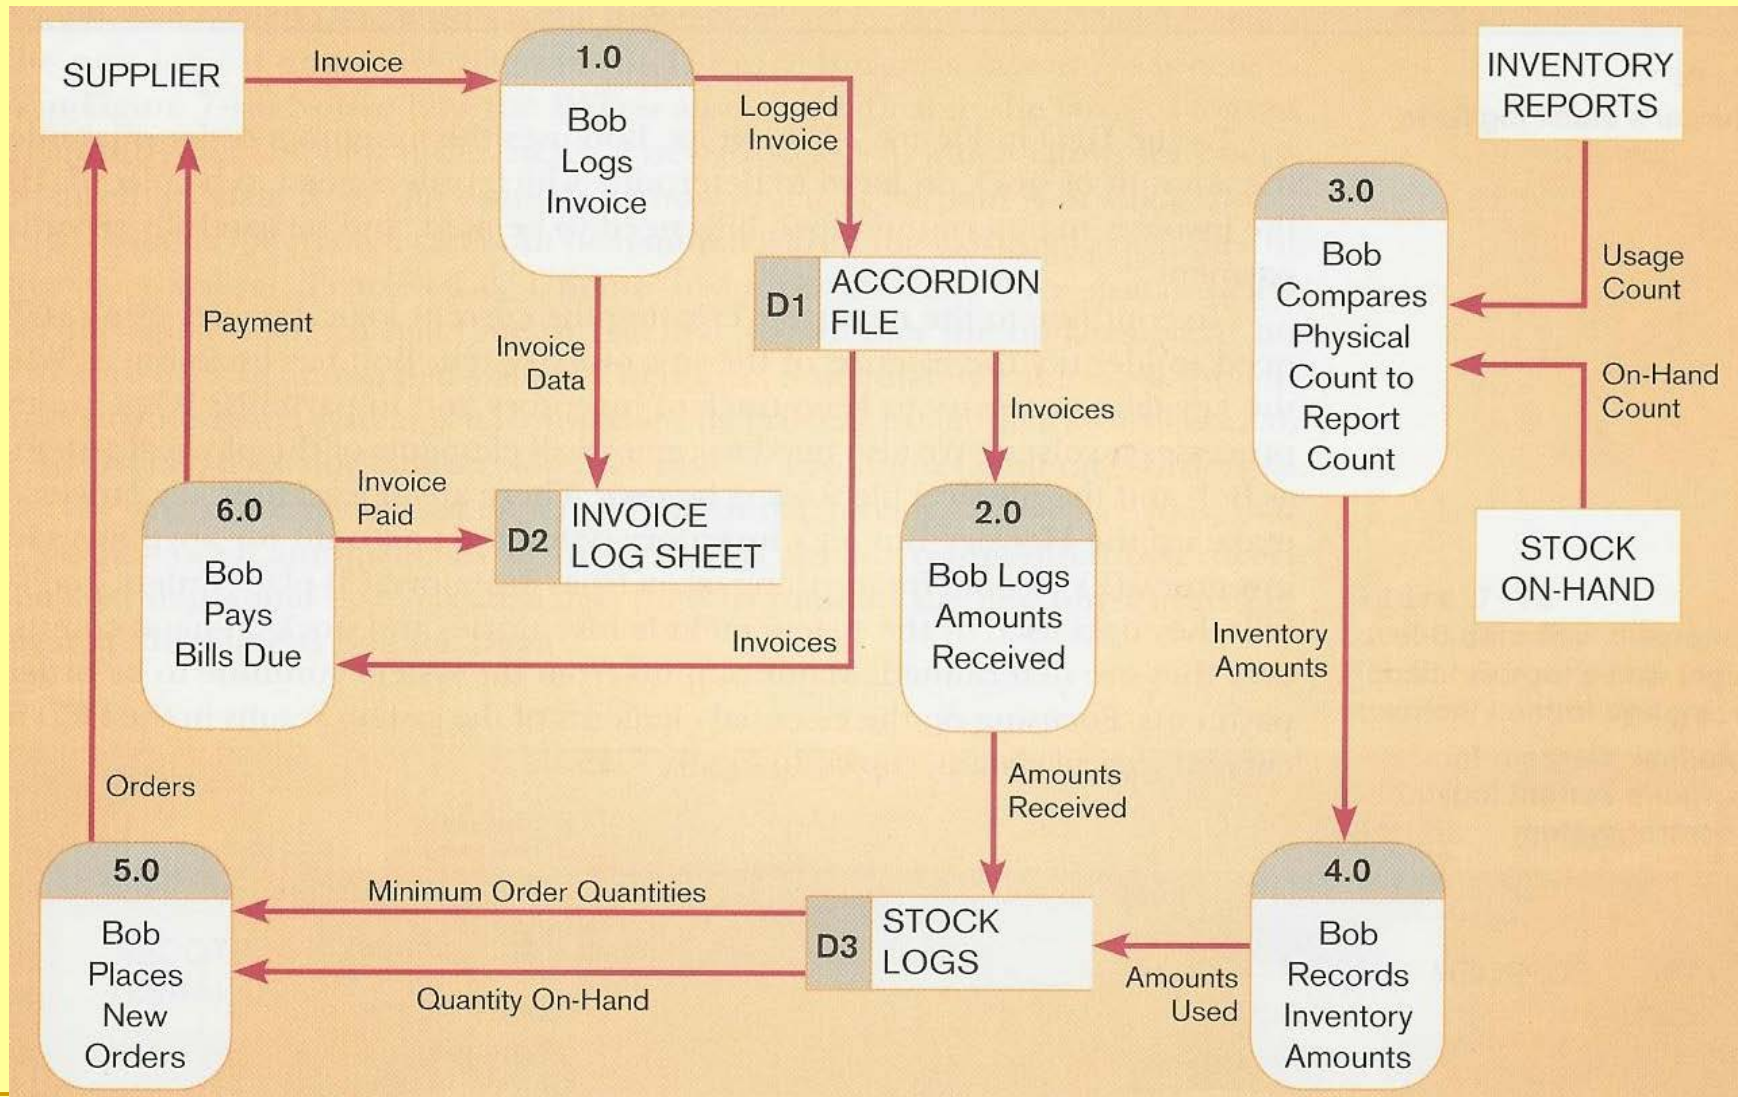 SUPPLIER
Invoice
1.0
Bob
Logs
Invoice
Logged
Invoice
INVENTORY
REPORTS
3.0
Bob
Compares
Physical
Count to
Report
Count
Usage
Count
On-Hand
Count
STOCK
ON-HAND
D1
ACCORDION
FILE
Payment
Invoice
Data
Invoices
6.0
Bob
Pays
Bills Due
Invoice
Paid
D2
INVOICE
LOG SHEET
Invoices
2.0
Bob Logs
Amounts
Received
Inventory
Amounts
Orders
Amounts
Received
5.0
Bob
Places
New
Orders
Minimum Order Quantities
Quantity On-Hand
D3
STOCK
LOGS
Amounts
Used
4.0
Bob
Records
Inventory
Amounts